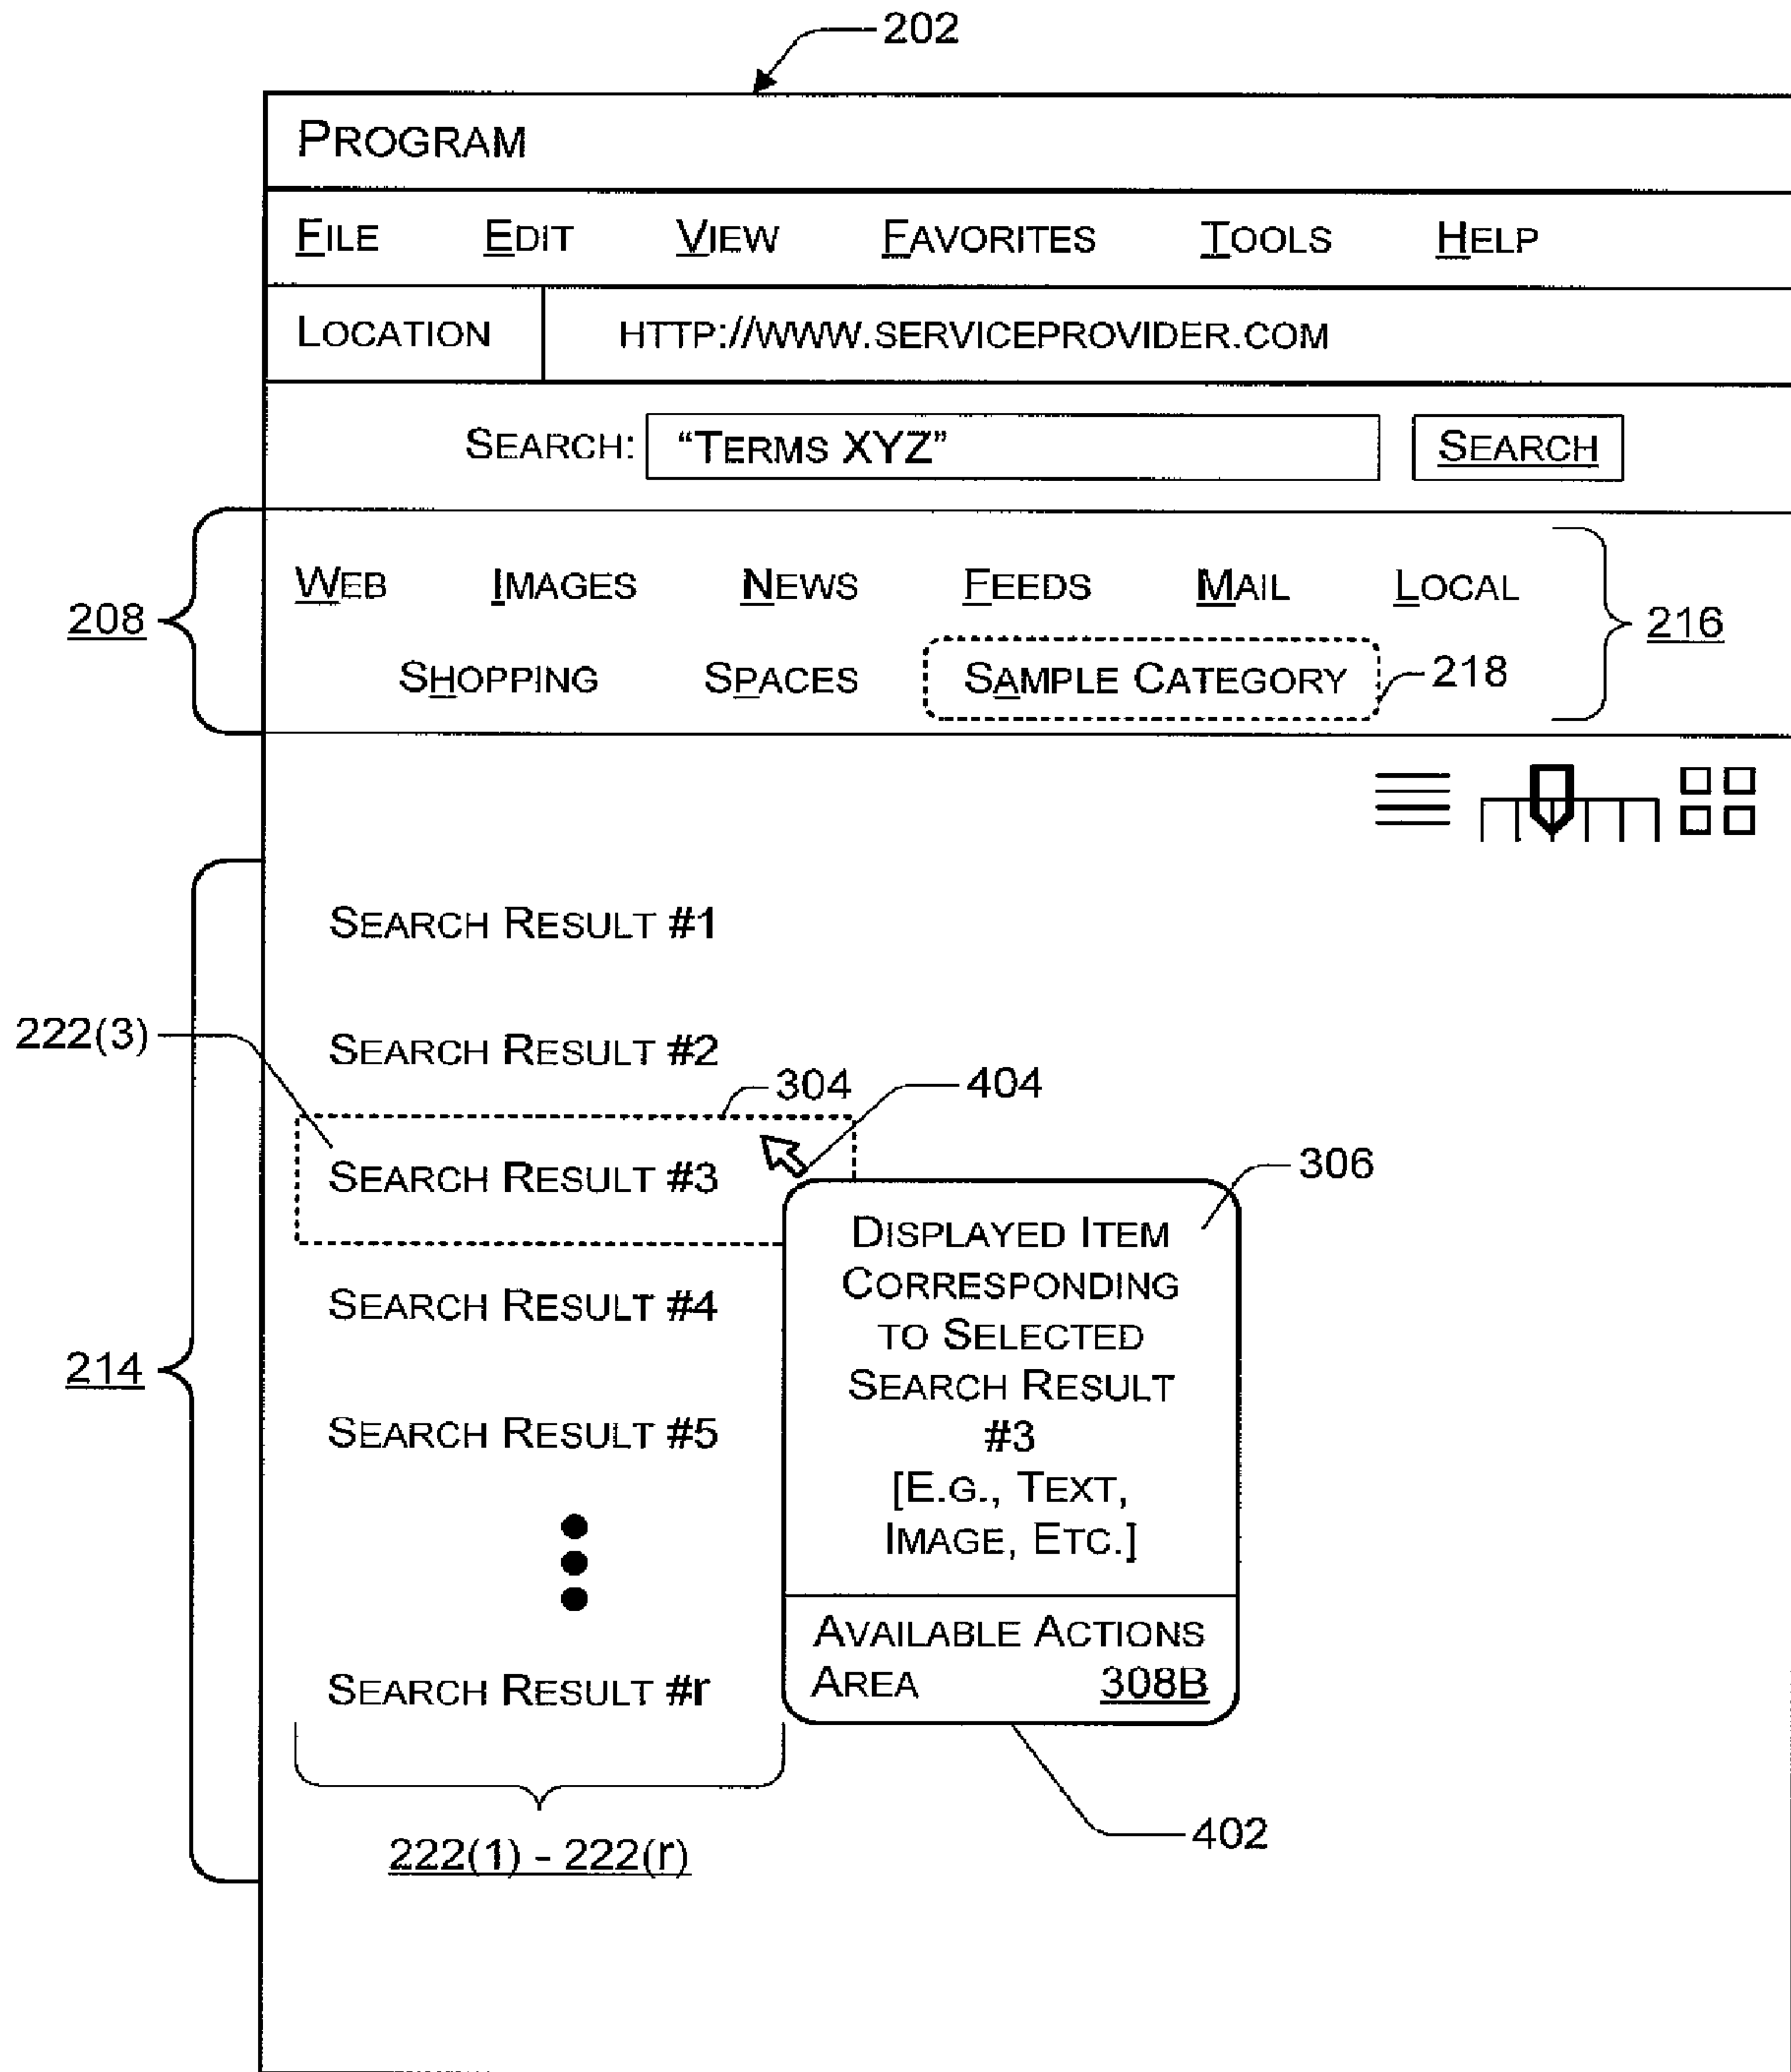 202
PROGRAM
FILE EDIT VIEW FAVORITES TOOLS HELP
LOCATION HTTP://WWW.SERVICEPROVIDER.COM
SEARCH: "TERMS XYZ" SEARCH
WEB IMAGES NEWS FEEDS MAIL LOCAL
208 216
SHOPPING SPACES SAMPLE CATEGORY 218
SEARCH RESULT #1
222(3)
SEARCH RESULT #2
304 404
SEARCH RESULT #3
306
DISPLAYED ITEM
CORRESPONDING
TO SELECTED
SEARCH RESULT
#3
[E.G., TEXT,
IMAGE, ETC.]
SEARCH RESULT #4
214
SEARCH RESULT #5
AVAILABLE ACTIONS
AREA 308B
SEARCH RESULT #r
402
222(1) - 222(r)